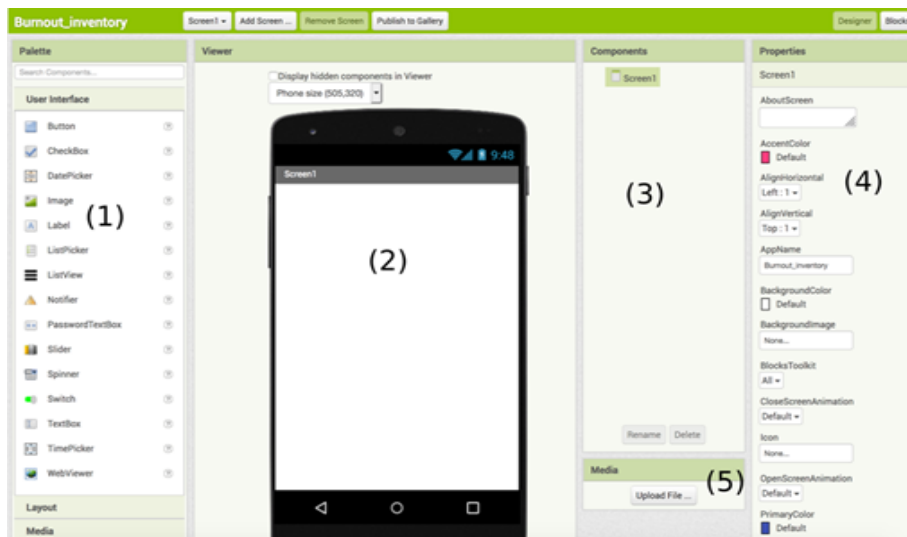 Burnout_inventory
Screen1
Add Screen ...
Remove Screen
Publish to Gallery
Designer
Blocks
Palette
Search Components...
User Interface
Button
CheckBox
DatePicker
Image
(1)
Label
ListPicker
ListView
Notifier
PasswordTextBox
Slider
Spinner
Switch
TextBox
TimePicker
WebViewer
Layout
Media
Viewer
Display hidden components in Viewer
Phone size (505,320)
9:48
Screen1
(2)
Components
Screen1
(3)
Rename
Delete
Media
Upload File ...
(5)
Properties
Screen1
AboutScreen
AccentColor
Default
AlignHorizontal
(4)
Left : 1
AlignVertical
Top : 1
AppName
Burnout_inventory
BackgroundColor
Default
BackgroundImage
None...
BlocksToolkit
All
CloseScreenAnimation
Default
Icon
None...
OpenScreenAnimation
Default
PrimaryColor
Default